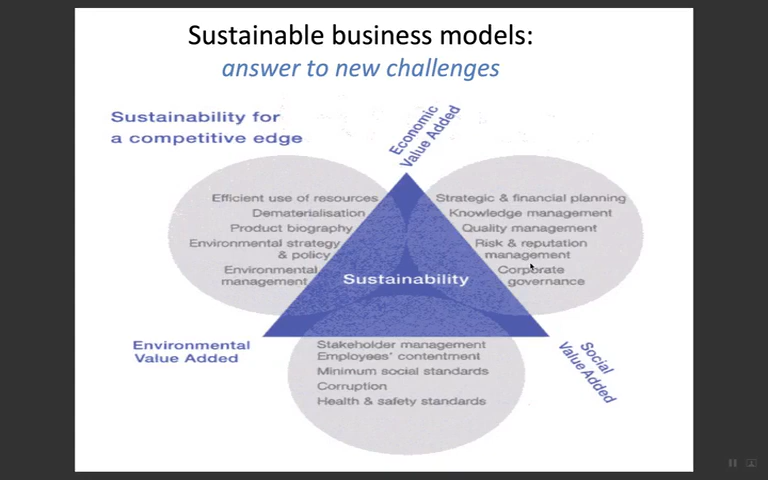 Sustainable business models:
answer to new challenges
Sustainability for
a competitive edge
Economic
Value Added
Efficient use of resources
Dematerialisation
Product biography
Environmental strategy
& policy
Environmental
management
Strategic & financial planning
Knowledge management
Quality management
Risk & reputation
management
Corporate
governance
Sustainability
Environmental
Value Added
Stakeholder management
Employees' contentment
Minimum social standards
Corruption
Health & safety standards
Social
Value Added